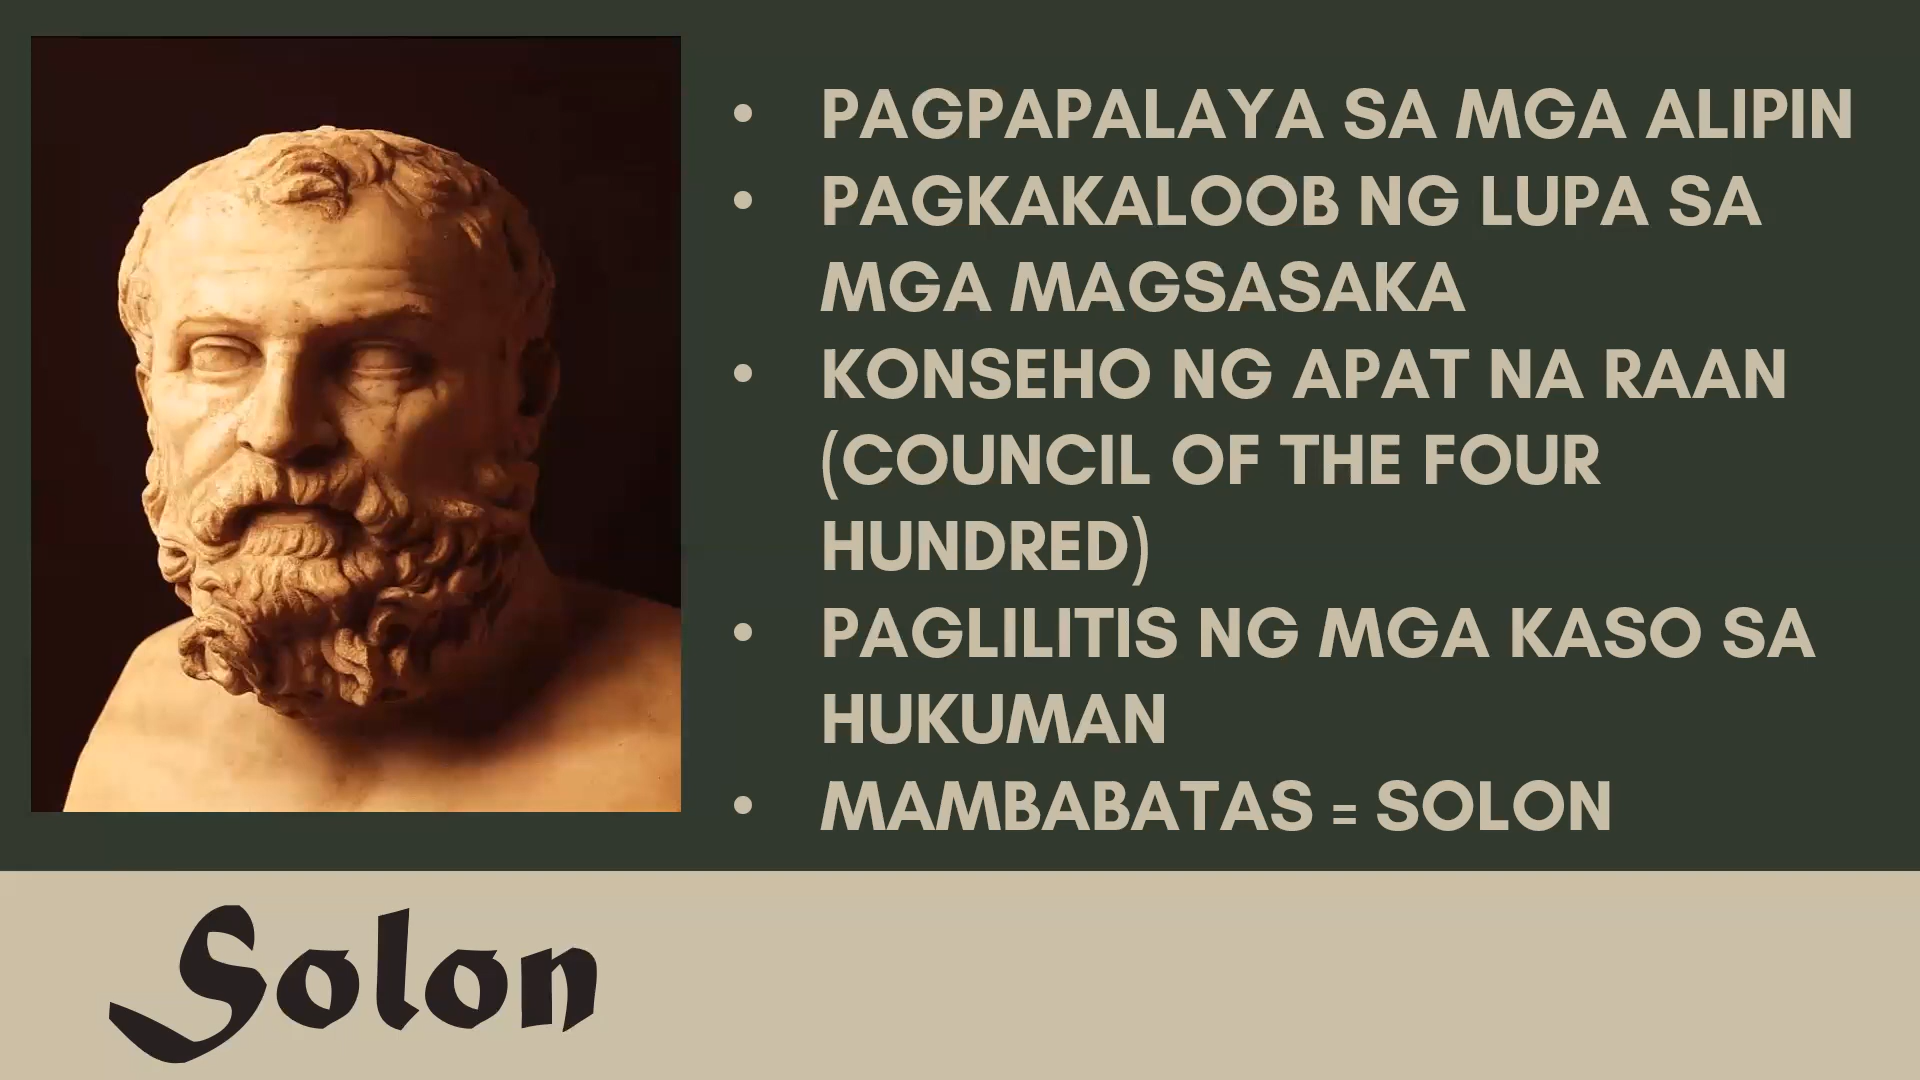 • PAGPAPALAYA SA MGA ALIPIN
• PAGKAKALOOB NG LUPA SA
MGA MAGSASAKA
• KONSEHO NG APAT NA RAAN
(COUNCIL OF THE FOUR
HUNDRED)
• PAGLILITIS NG MGA KASO SA
HUKUMAN
• MAMBABATAS = SOLON
Solon